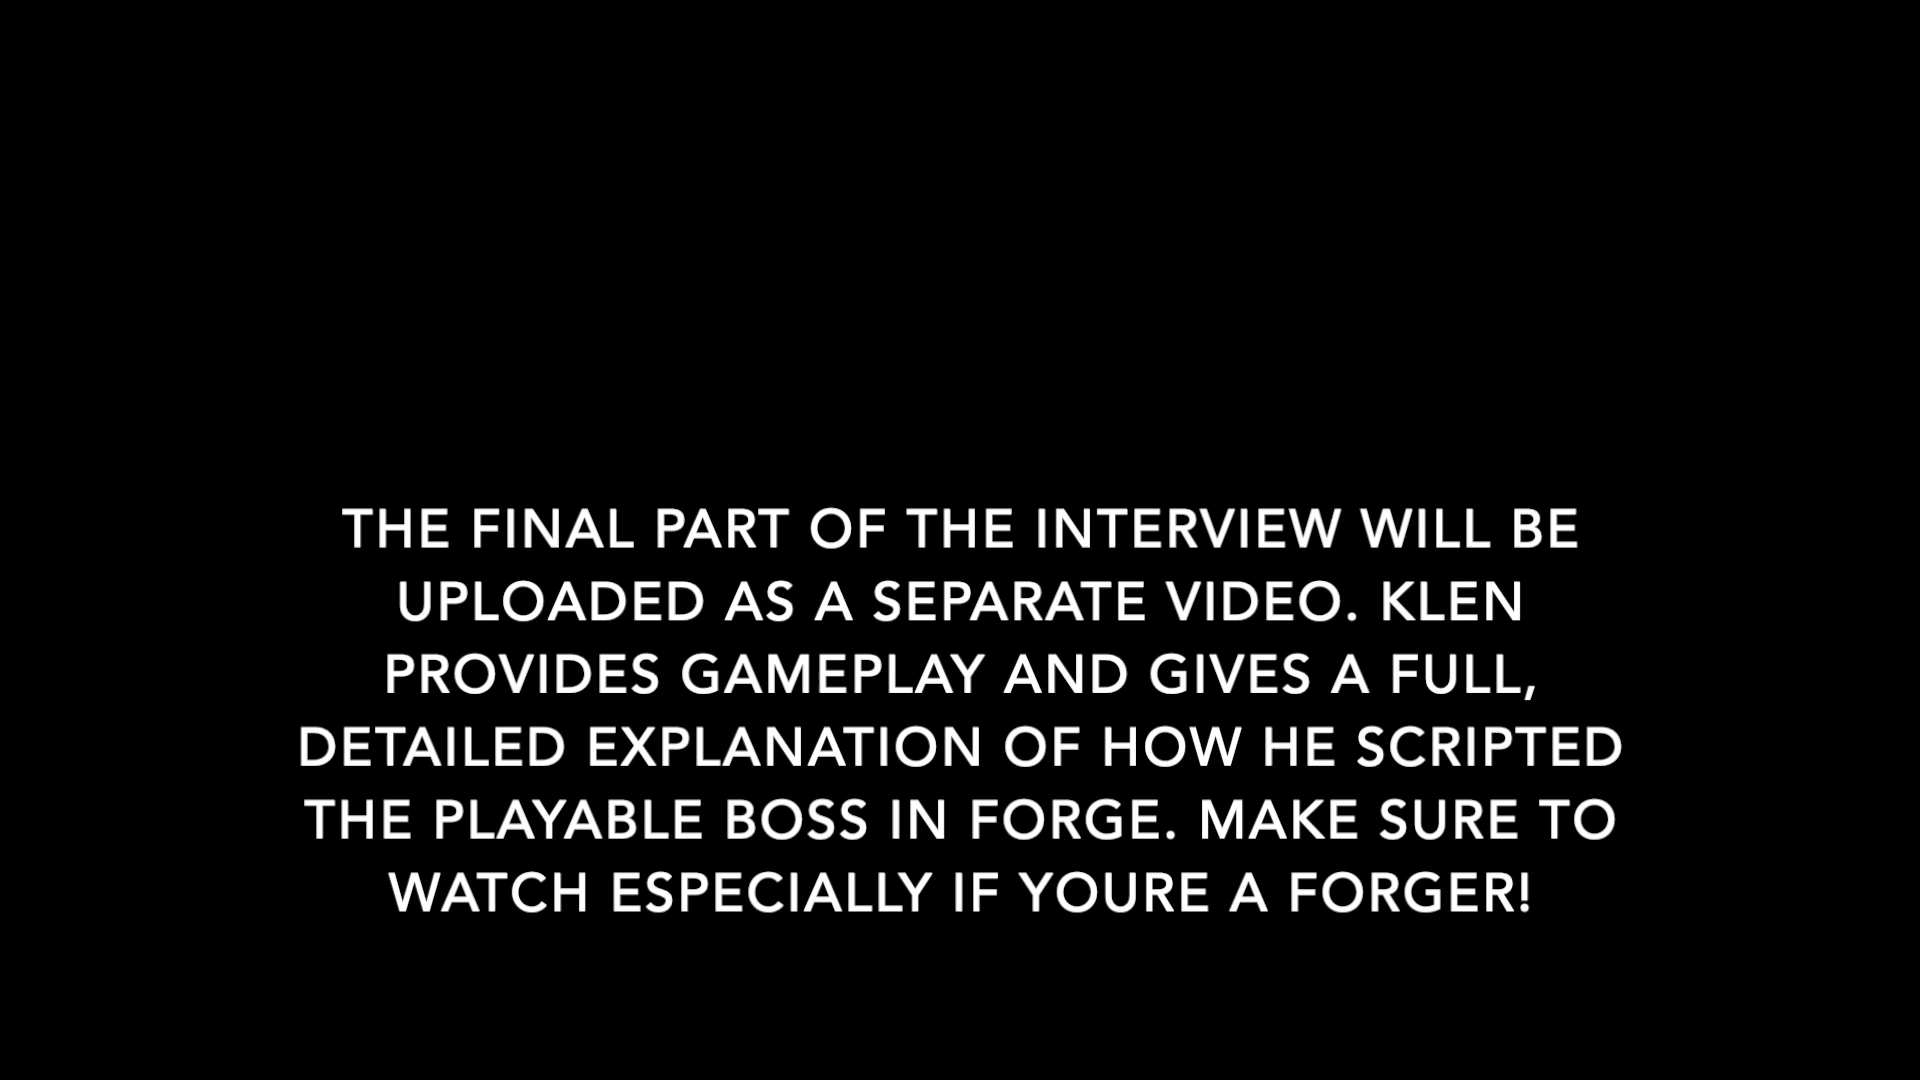 THE FINAL PART OF THE INTERVIEW WILL BE
UPLOADED AS A SEPARATE VIDEO. KLEN
PROVIDES GAMEPLAY AND GIVES A FULL,
DETAILED EXPLANATION OF HOW HE SCRIPTED
THE PLAYABLE BOSS IN FORGE. MAKE SURE TO
WATCH ESPECIALLY IF YOURE A FORGER!